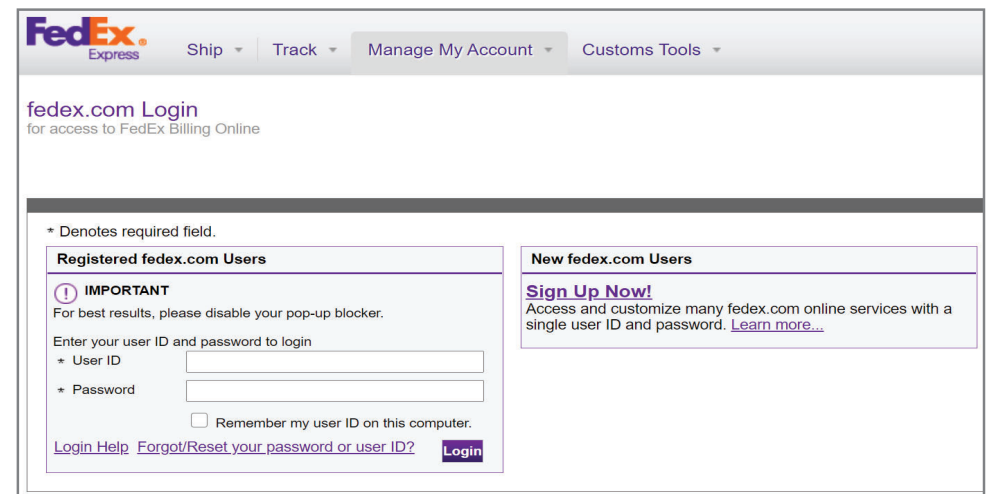 FedEx®
Express
Ship Track Manage My Account Customs Tools
fedex.com Login
for access to FedEx Billing Online
* Denotes required field.
Registered fedex.com Users
! IMPORTANT
For best results, please disable your pop-up blocker.
Enter your user ID and password to login
* User ID
* Password
Remember my user ID on this computer.
Login Help Forgot/Reset your password or user ID? Login
New fedex.com Users
Sign Up Now!
Access and customize many fedex.com online services with a
single user ID and password. Learn more...